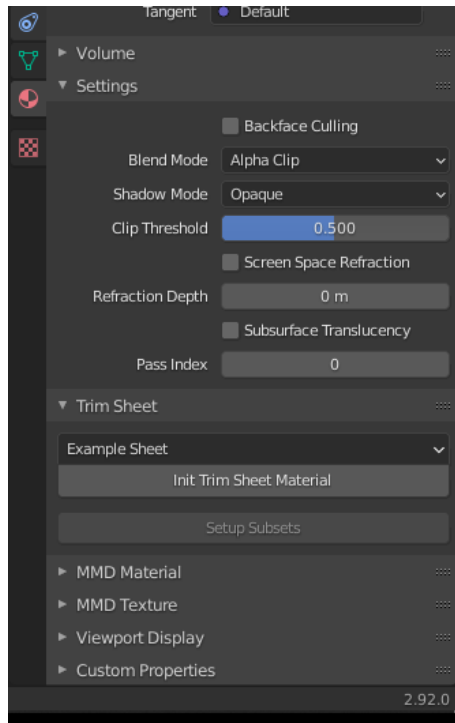 Tangent Default
Volume
Settings
Backface Culling
Blend Mode Alpha Clip
Shadow Mode Opaque
Clip Threshold 0.500
Screen Space Refraction
Refraction Depth 0 m
Subsurface Translucency
Pass Index 0
Trim Sheet
Example Sheet
Init Trim Sheet Material
Setup Subsets
MMD Material
MMD Texture
Viewport Display
Custom Properties
2.92.0